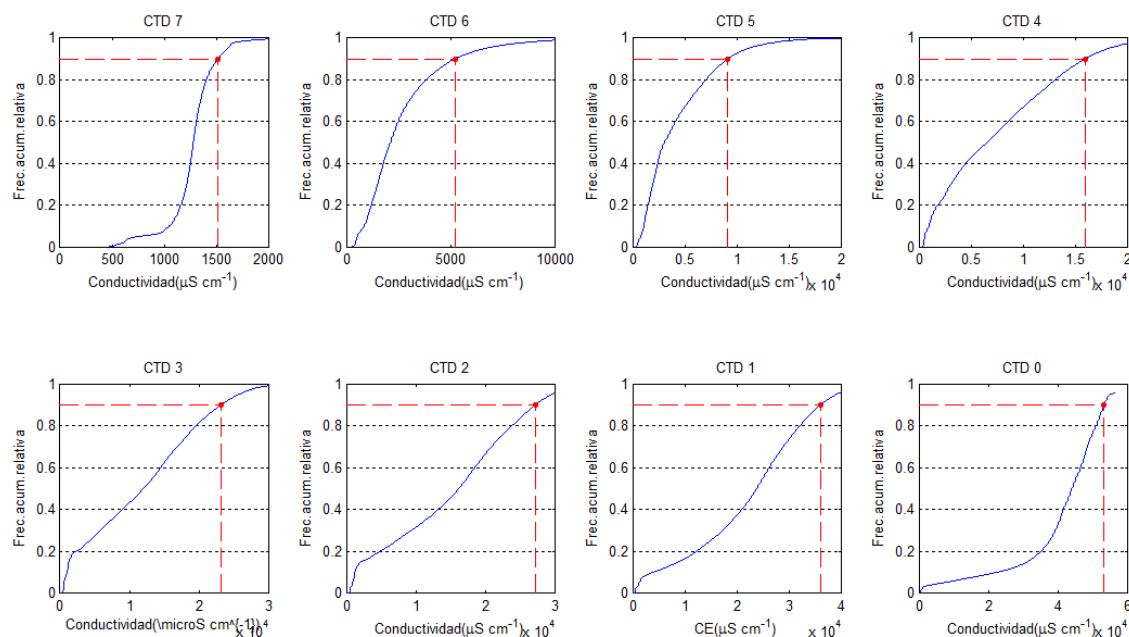 CTD 7
CTD 6
CTD 5
CTD 4
Frec.acum.relativa
1
0.8
0.6
0.4
0.2
0
0 500 1000 1500 2000
Conductividad(μS cm⁻¹)
Frec.acum.relativa
1
0.8
0.6
0.4
0.2
0
0 5000 10000
Conductividad(μS cm⁻¹)
Frec.acum.relativa
1
0.8
0.6
0.4
0.2
0
0 0.5 1 1.5 2
Conductividad(μS cm⁻¹) x 10⁴
Frec.acum.relativa
1
0.8
0.6
0.4
0.2
0
0 0.5 1 1.5 2
Conductividad(μS cm⁻¹) x 10⁴
CTD 3
CTD 2
CTD 1
CTD 0
Frec.acum.relativa
1
0.8
0.6
0.4
0.2
0
0 1 2 3
Conductividad(\microS cm^{-1}) x 10⁴
Frec.acum.relativa
1
0.8
0.6
0.4
0.2
0
0 1 2 3
Conductividad(μS cm⁻¹) x 10⁴
Frec.acum.relativa
1
0.8
0.6
0.4
0.2
0
0 1 2 3 4
CE(μS cm⁻¹) x 10⁴
Frec.acum.relativa
1
0.8
0.6
0.4
0.2
0
0 2 4 6
Conductividad(μS cm⁻¹) x 10⁴